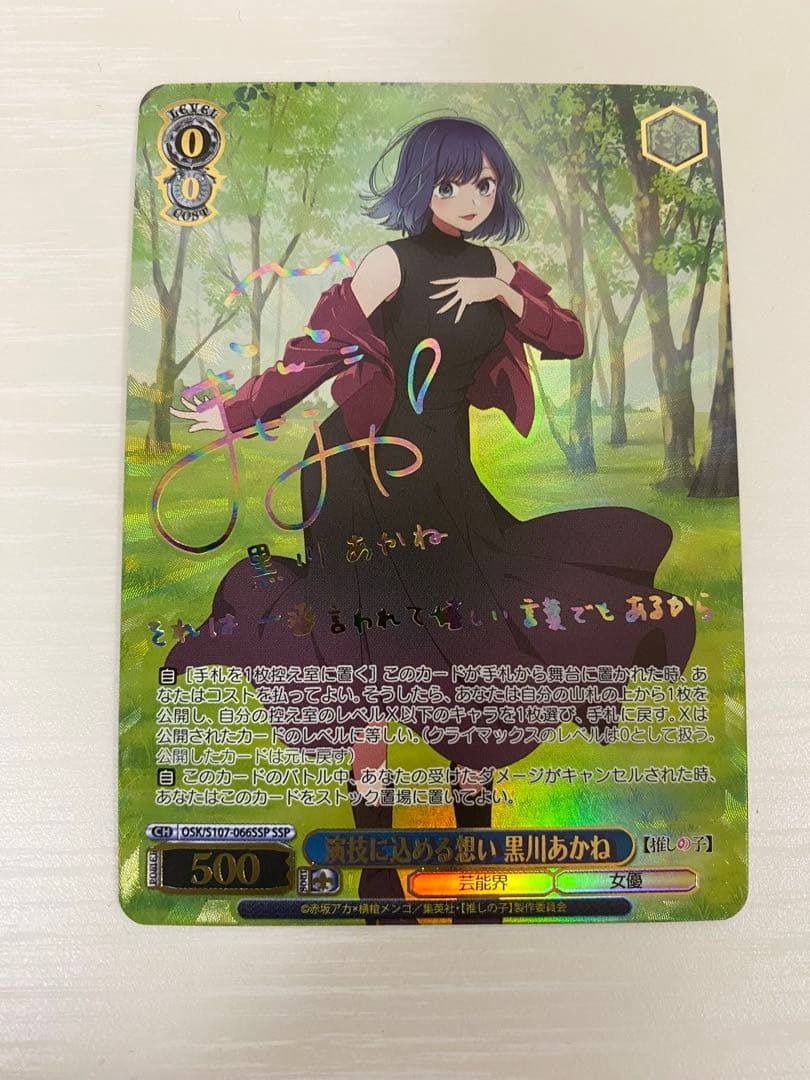 LEVEL
0
0
COST
黒川あかね
それは一番言われて嬉しい言葉でもあるから
自［手札を1枚控え室に置く］このカードが手札から舞台に置かれた時、あ
なたはコストを払ってよい。そうしたら、あなたは自分の山札の上から1枚を
公開し、自分の控え室のレベルX以下のキャラを1枚選び、手札に戻す。Xは
公開されたカードのレベルに等しい。（クライマックスのレベルは0として扱う。
公開したカードは元に戻す）
自 このカードのバトル中、あなたの受けたダメージがキャンセルされた時、
あなたはこのカードをストック置場に置いてよい。
CH OSK/S107-066SSP SSP
演技に込める想い 黒川あかね
【推しの子】
POWER
500
SOUL
芸能界
女優
©赤坂アカ×横槍メンゴ／集英社・【推しの子】製作委員会